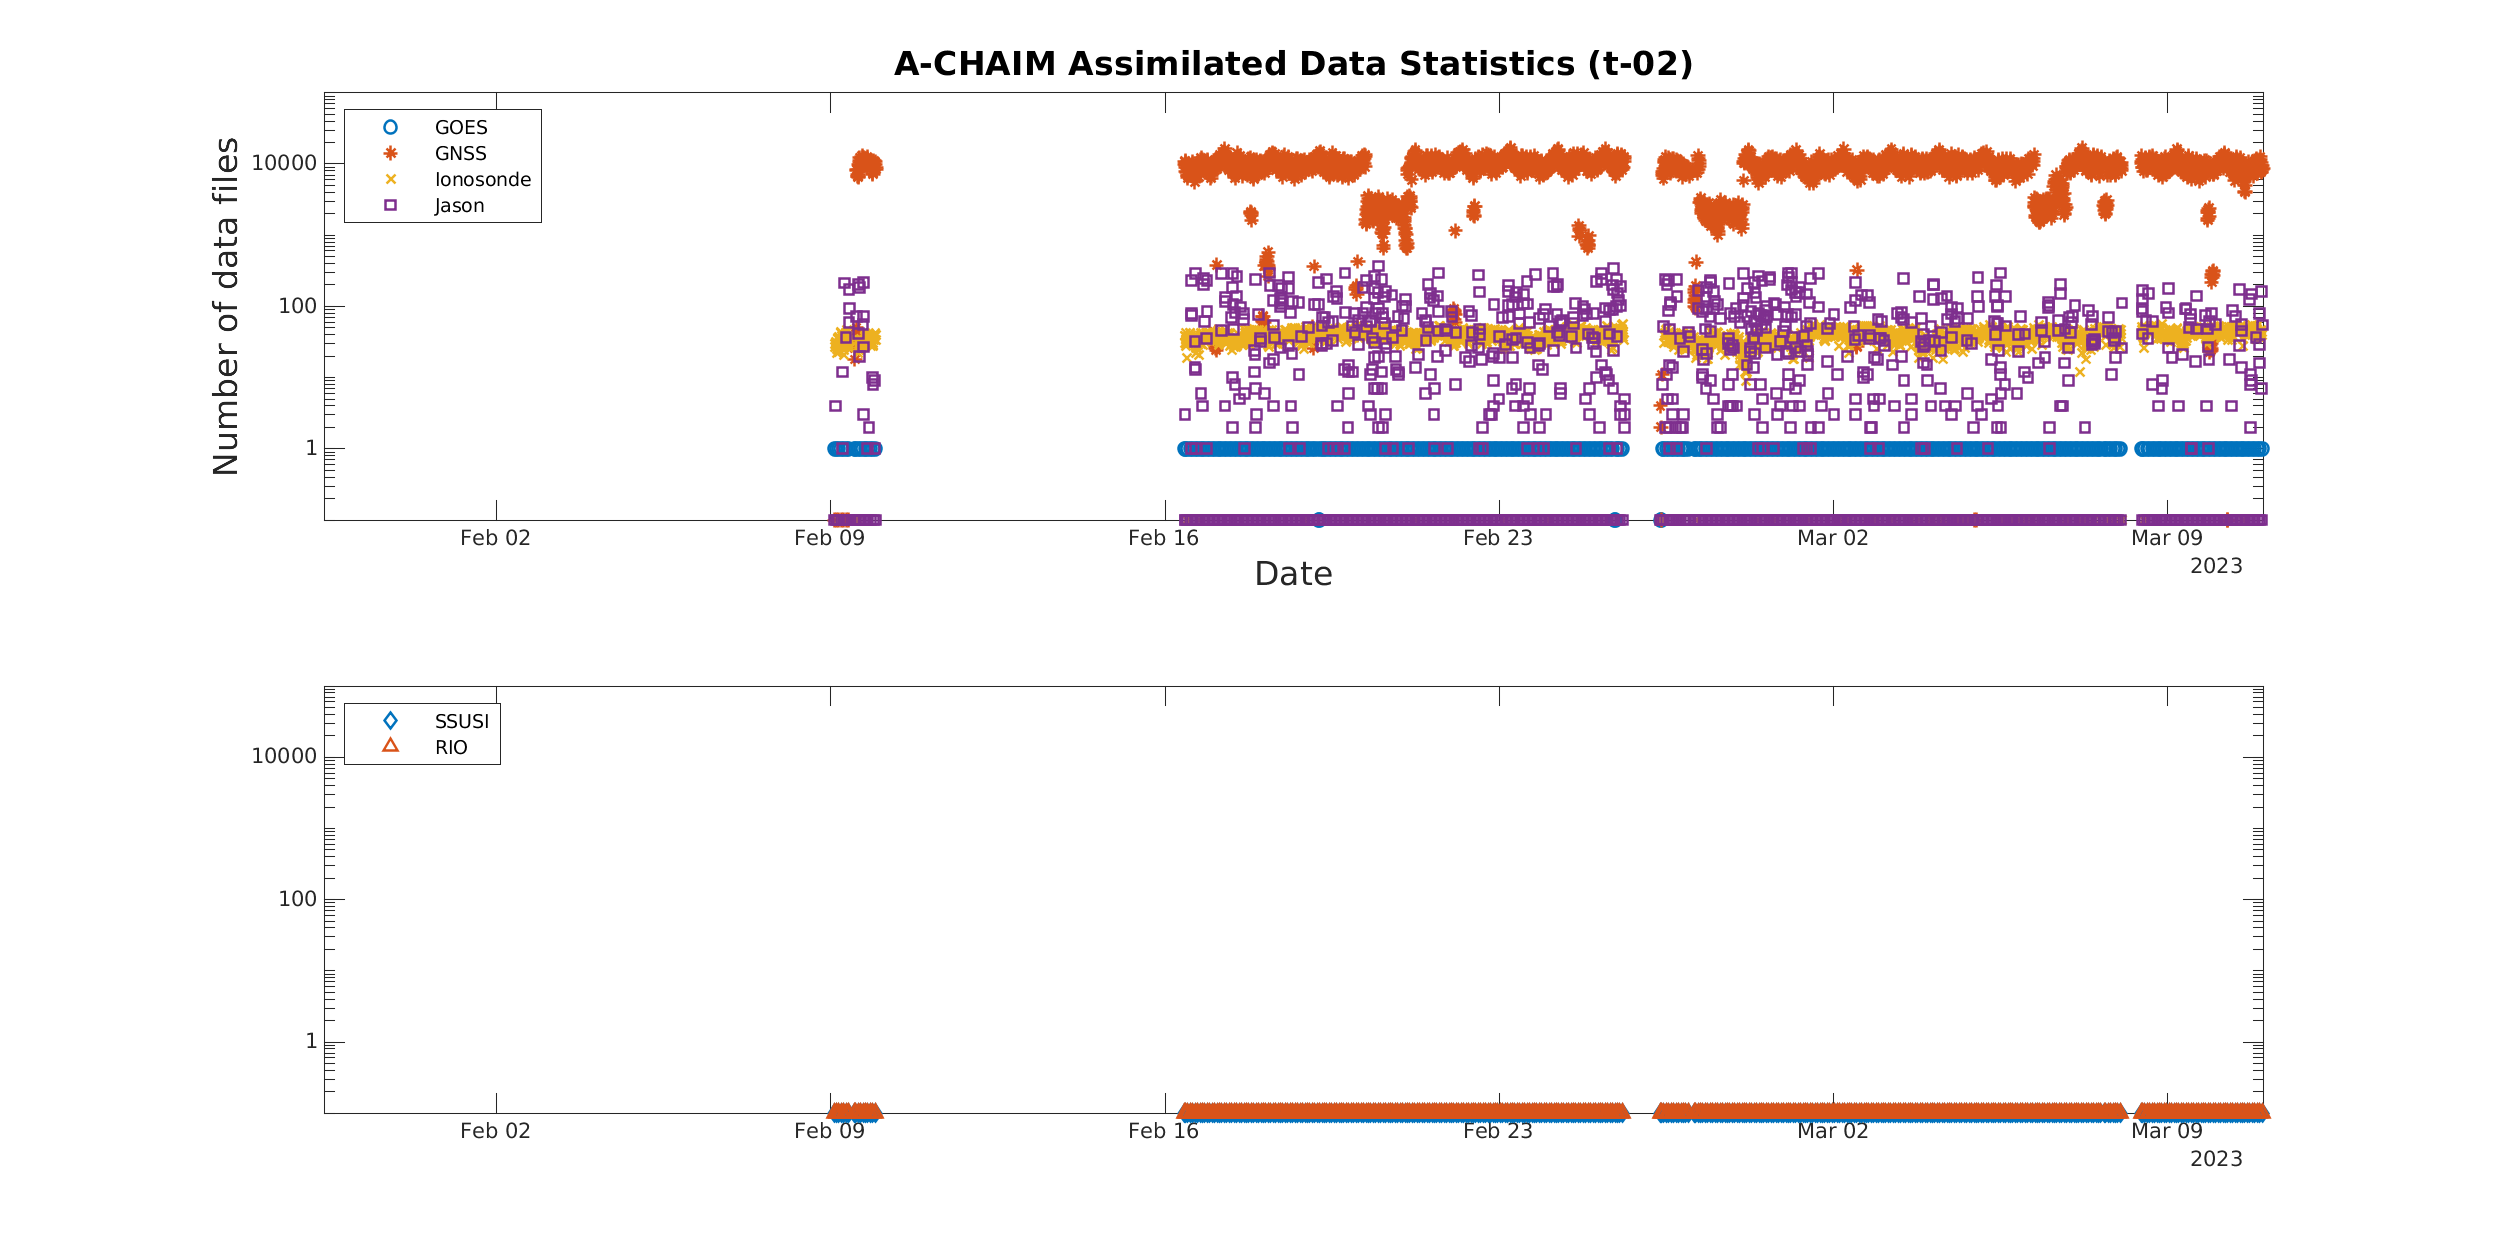 A-CHAIM Assimilated Data Statistics (t-02)
GOES
GNSS
Ionosonde
Jason
10000
100
1
Number of data files
Feb 02
Feb 09
Feb 16
Feb 23
Mar 02
Mar 09
2023
Date
SSUSI
RIO
10000
100
1
Feb 02
Feb 09
Feb 16
Feb 23
Mar 02
Mar 09
2023